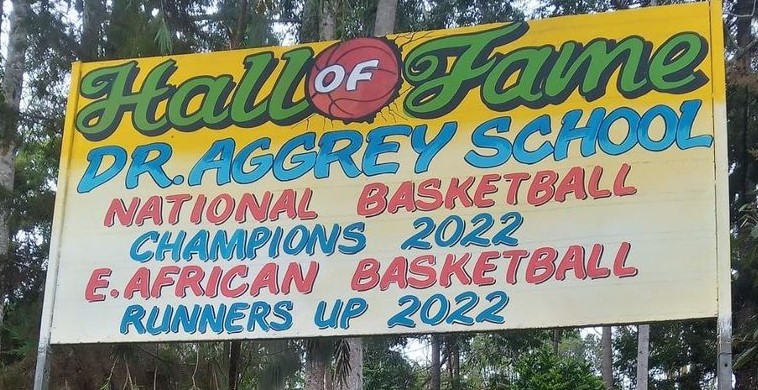 Hall OF Fame
DR. AGGREY SCHOOL
NATIONAL BASKETBALL
CHAMPIONS 2022
E. AFRICAN BASKETBALL
RUNNERS UP 2022